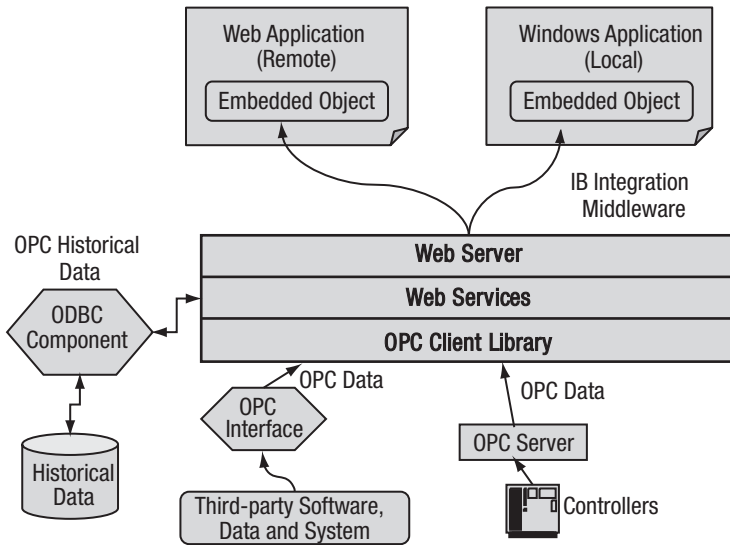 Web Application
(Remote)
Embedded Object
Windows Application
(Local)
Embedded Object
IB Integration
Middleware
OPC Historical
Data
ODBC
Component
Historical
Data
Web Server
Web Services
OPC Client Library
OPC Data
OPC
Interface
Third-party Software,
Data and System
OPC Data
OPC Server
Controllers